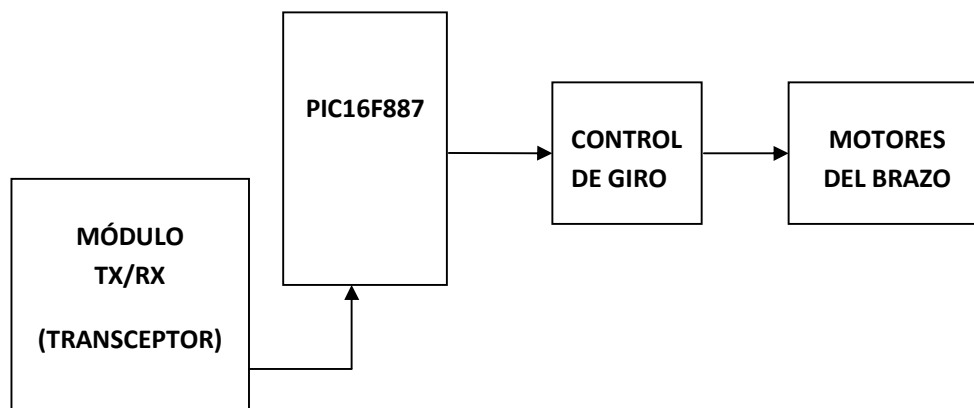 PIC16F887
CONTROL
DE GIRO
MOTORES
DEL BRAZO
MÓDULO
TX/RX
(TRANSCEPTOR)